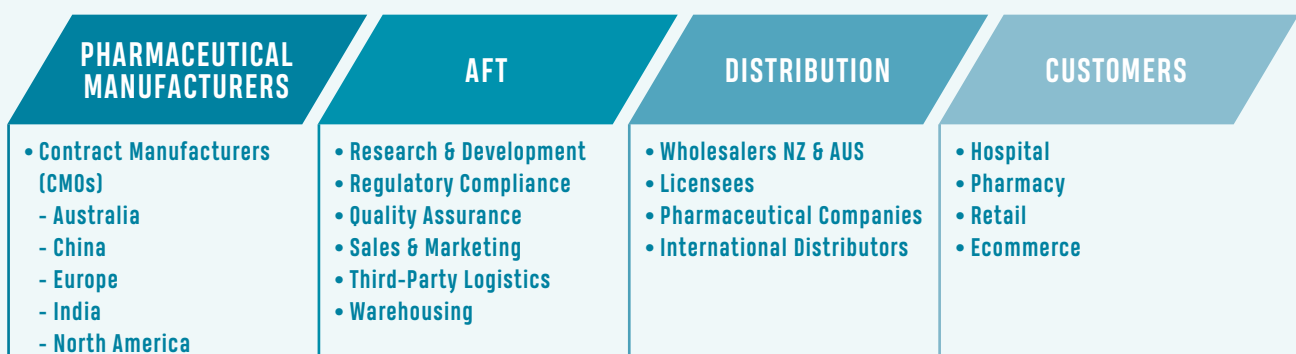 PHARMACEUTICAL
MANUFACTURERS
• Contract Manufacturers
(CMOs)
- Australia
- China
- Europe
- India
- North America
AFT
• Research & Development
• Regulatory Compliance
• Quality Assurance
• Sales & Marketing
• Third-Party Logistics
• Warehousing
DISTRIBUTION
• Wholesalers NZ & AUS
• Licensees
• Pharmaceutical Companies
• International Distributors
CUSTOMERS
• Hospital
• Pharmacy
• Retail
• Ecommerce